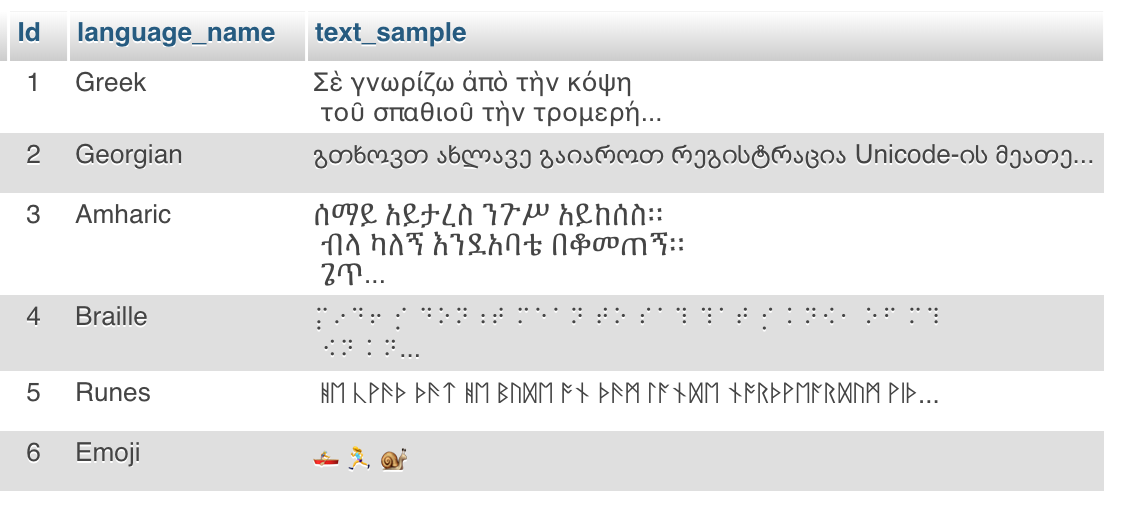 Id language_name text_sample
1 Greek Σὲ γνωρίζω ἀπὸ τὴν κόψη
τοῦ σπαθιοῦ τὴν τρομερή...
2 Georgian გთხოვთ ახლავე გაიაროთ რეგისტრაცია Unicode-ის მეათე...
3 Amharic ሰማይ አይታረስ ንጉሥ አይከሰስ፡፡
ብላ ካለኝ እንደአባቴ በቆመጠኝ፡፡
ጌጥ...
4 Braille ⡍⠔⠙⠖ ⡊ ⠙⠕⠝⠰⠞ ⠍⠑⠁⠝ ⠞⠕ ⠎⠁⠹ ⠹⠁⠞ ⡊ ⠅⠝⠪⠂ ⠕⠋ ⠍⠹
⠪⠝ ⠅⠝...
5 Runes ᚻᛖ ᚳᚹᚫᚦ ᚦᚫᛏ ᚻᛖ ᛒᚢᛞᛖ ᚩᚾ ᚦᚫᛗ ᛚᚪᚾᛞᛖ ᚾᚩᚱᚦᚹᛖᚪᚱᛞᚢᛗ ᚹᛁᚦ...
6 Emoji